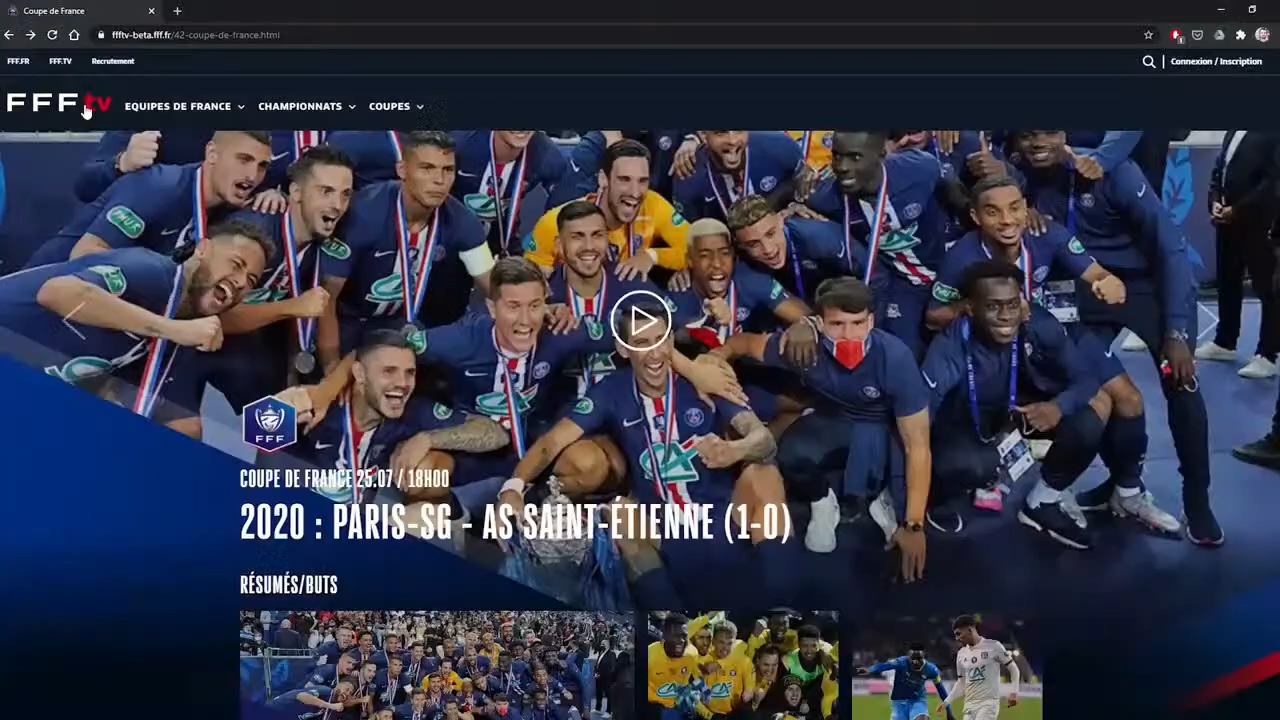 Coupe de France
ffftv-beta.fff.fr/42-coupe-de-france.html
FFF.FR FFF.TV Recrutement
Connexion / Inscription
FFFtv EQUIPES DE FRANCE CHAMPIONNATS COUPES
FFF
COUPE DE FRANCE 25.07 / 18H00
2020 : PARIS-SG - AS SAINT-ÉTIENNE (1-0)
RÉSUMÉS/BUTS